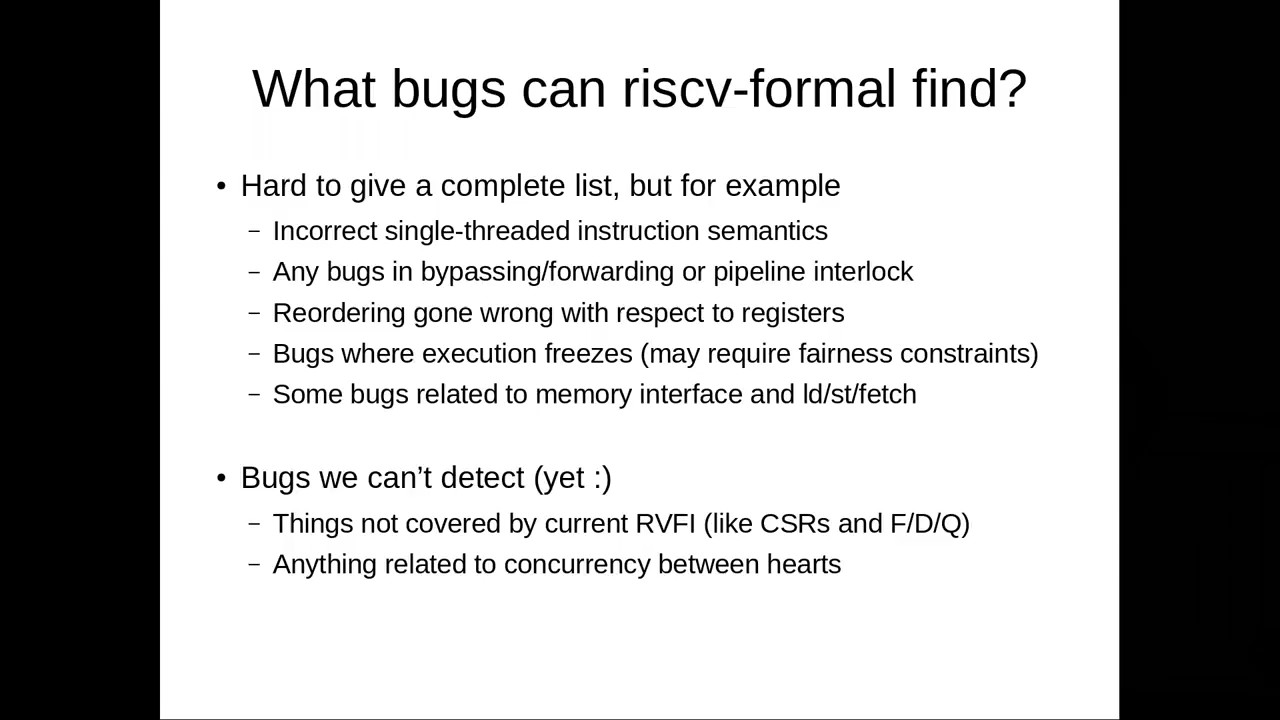 What bugs can riscv-formal find?
• Hard to give a complete list, but for example
– Incorrect single-threaded instruction semantics
– Any bugs in bypassing/forwarding or pipeline interlock
– Reordering gone wrong with respect to registers
– Bugs where execution freezes (may require fairness constraints)
– Some bugs related to memory interface and ld/st/fetch
• Bugs we can’t detect (yet :)
– Things not covered by current RVFI (like CSRs and F/D/Q)
– Anything related to concurrency between hearts